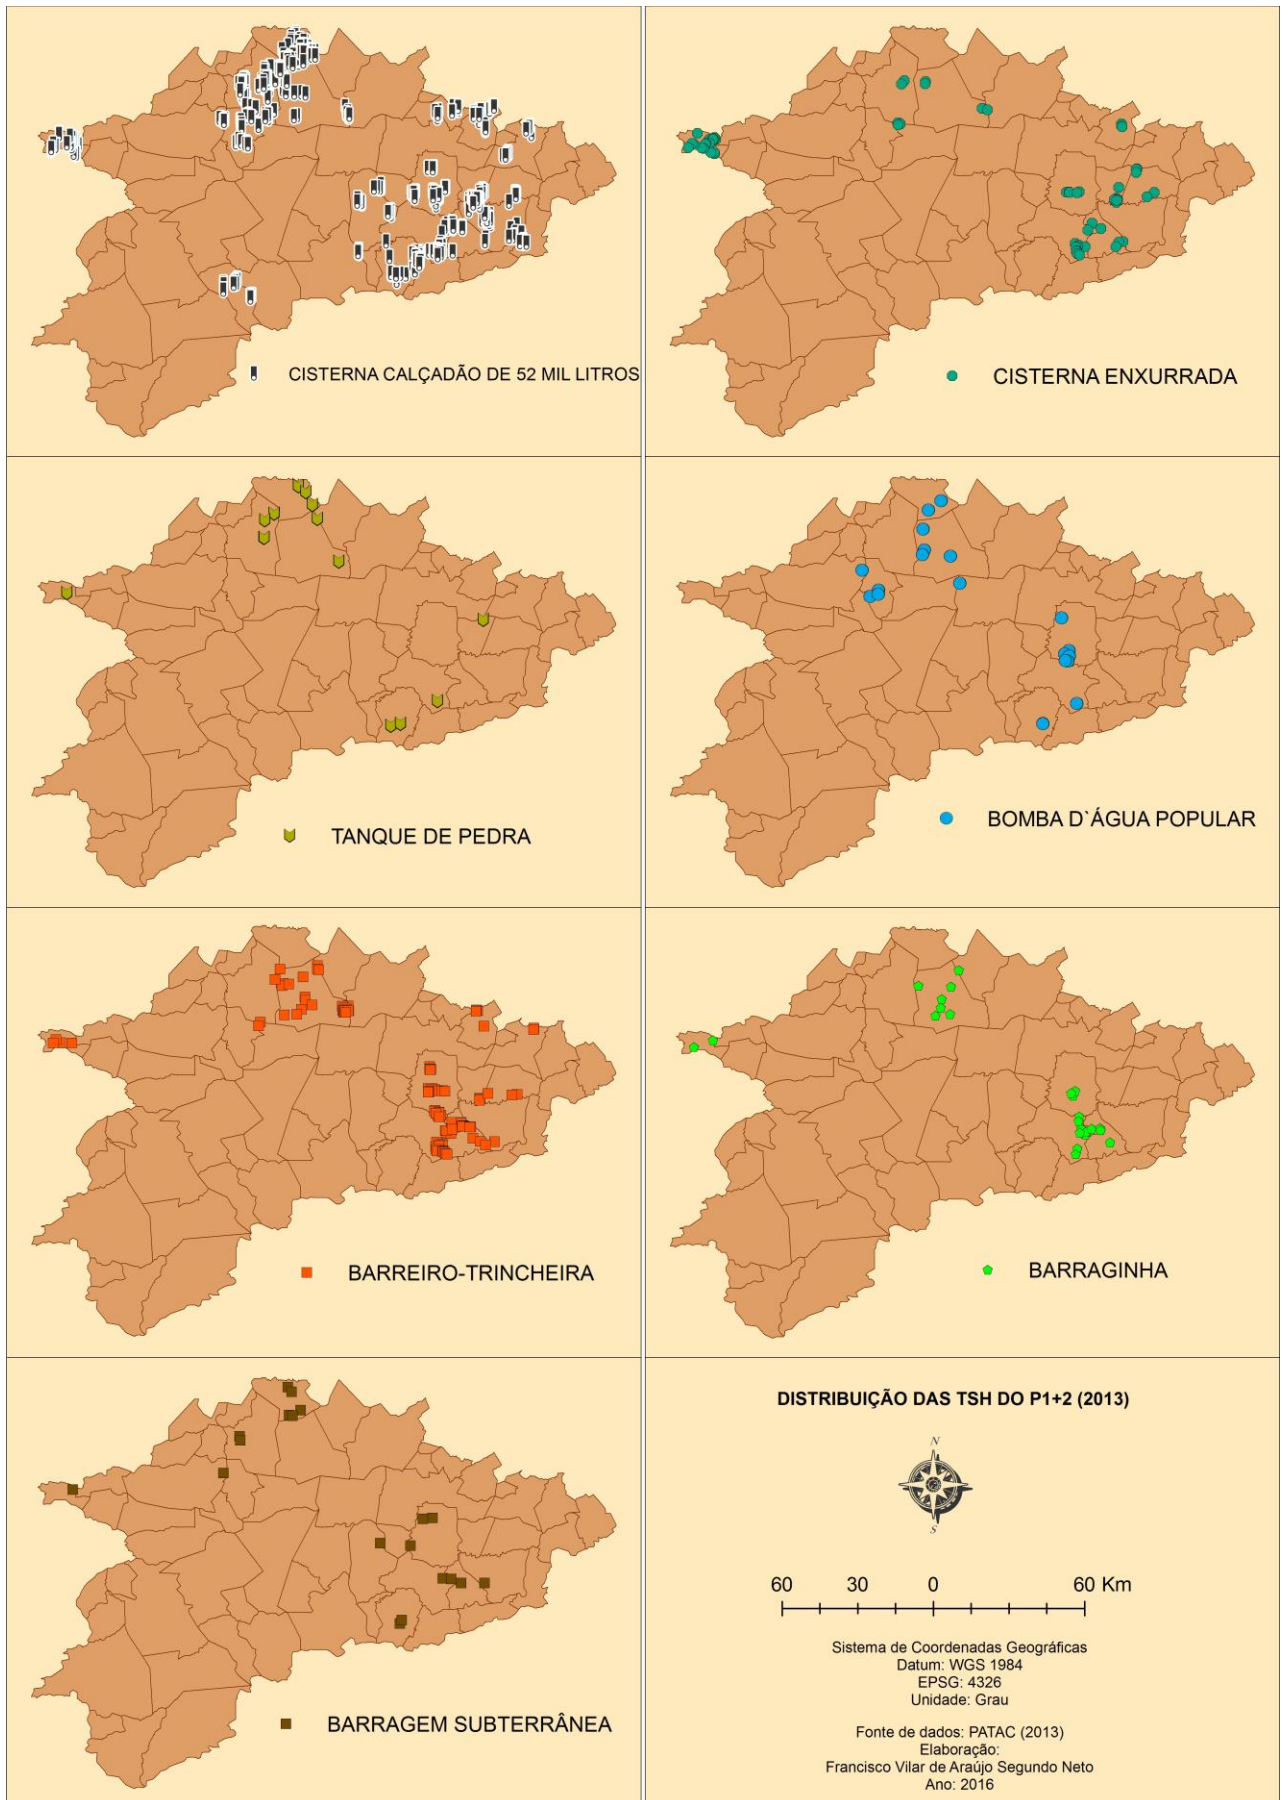 CISTERNA CALÇADÃO DE 52 MIL LITROS
CISTERNA ENXURRADA
TANQUE DE PEDRA
BOMBA D`ÁGUA POPULAR
BARREIRO-TRINCHEIRA
BARRAGINHA
BARRAGEM SUBTERRÂNEA
DISTRIBUIÇÃO DAS TSH DO P1+2 (2013)
N
S
60 30 0 60 Km
Sistema de Coordenadas Geográficas
Datum: WGS 1984
EPSG: 4326
Unidade: Grau
Fonte de dados: PATAC (2013)
Elaboração:
Francisco Vilar de Araújo Segundo Neto
Ano: 2016